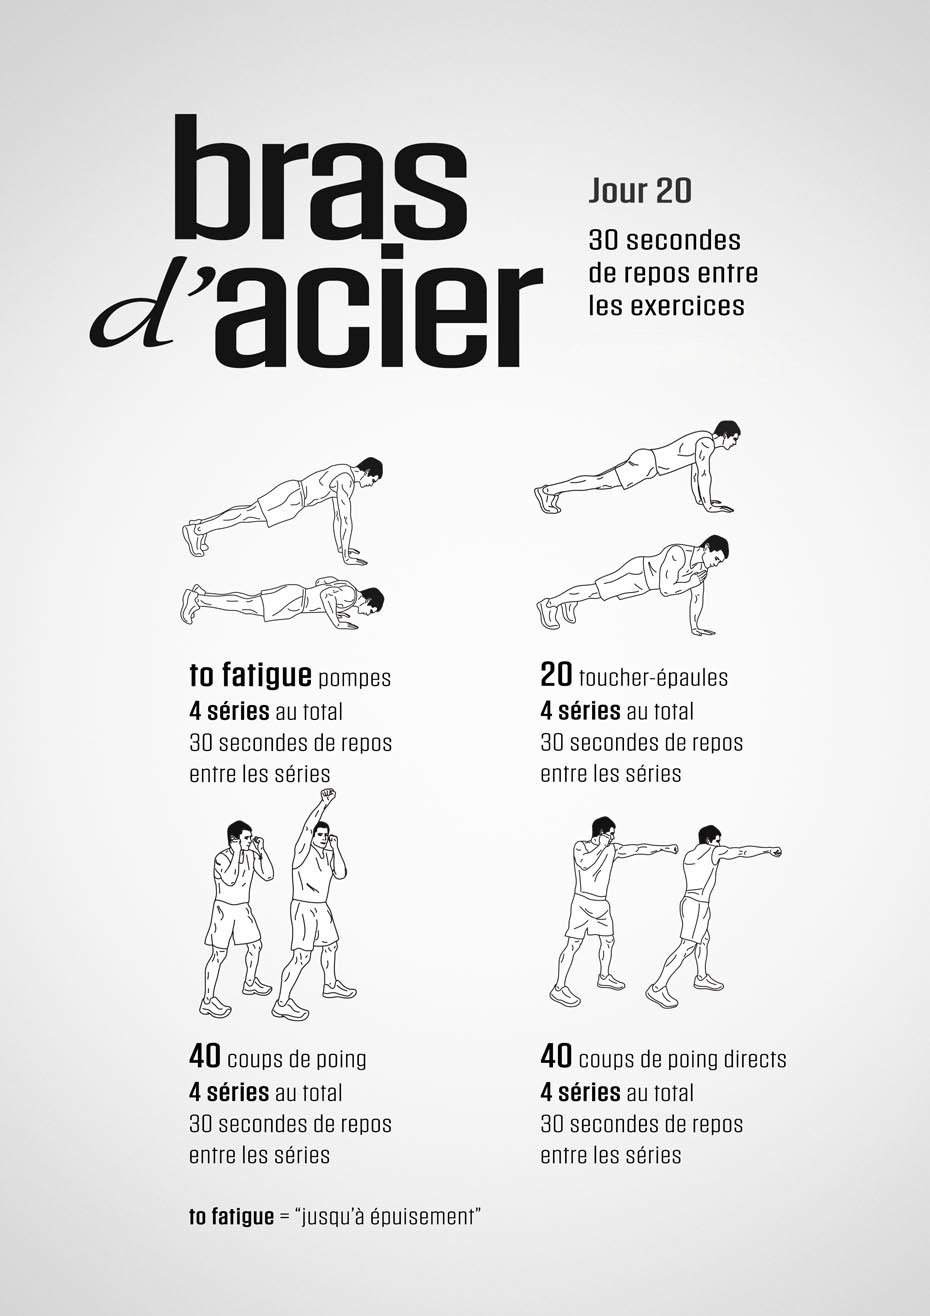 bras
d'acier
Jour 20
30 secondes
de repos entre
les exercices
to fatigue pompes
4 séries au total
30 secondes de repos
entre les séries
20 toucher-épaules
4 séries au total
30 secondes de repos
entre les séries
40 coups de poing
4 séries au total
30 secondes de repos
entre les séries
40 coups de poing directs
4 séries au total
30 secondes de repos
entre les séries
to fatigue = “jusqu'à épuisement”